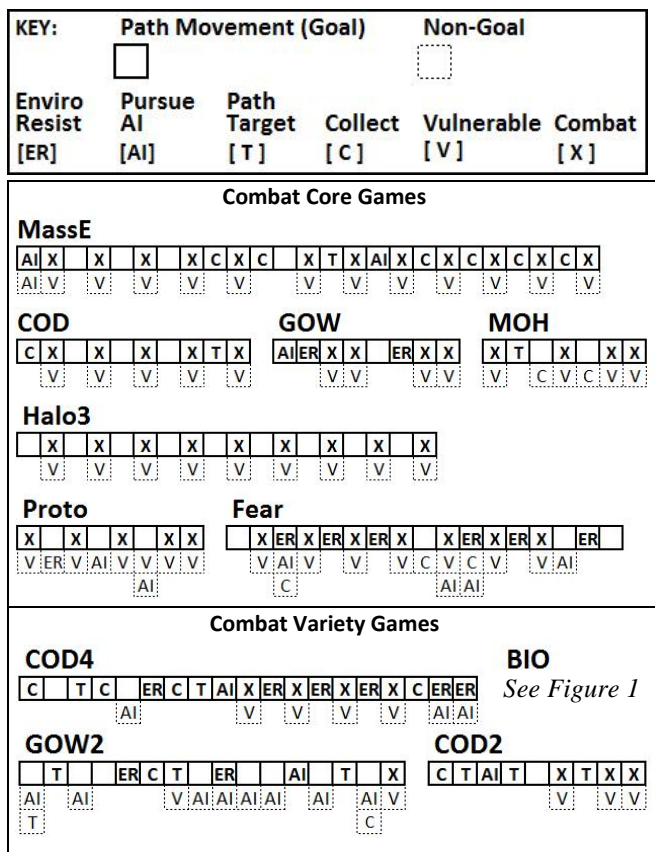 KEY: Path Movement (Goal) Non-Goal
Enviro Pursue Path
Resist AI Target Collect Vulnerable Combat
[ER] [AI] [ T ] [ C ] [ V ] [ X ]
Combat Core Games
MassE
AI X X X X C X C X T X AI X C X C X C X C X
AI V V V V V V V V V V V V
COD GOW MOH
C X X X X T X AI ER X X ER X X X T X X X
V V V V V V V V V V C V C V V
Halo3
X X X X X X X X X
V V V V V V V V V
Proto Fear
X X X X X X ER X ER X ER X X ER X ER X ER
V ER V AI V V V V V AI V V V C V C V V AI
AI C AI AI
Combat Variety Games
COD4 BIO
C T C ER C T AI X ER X ER X ER X C ER ER See Figure 1
AI V V V V AI AI
GOW2 COD2
T ER C T ER AI T X C T AI T X T X X
AI AI V AI AI AI AI AI AI V V V V
T C